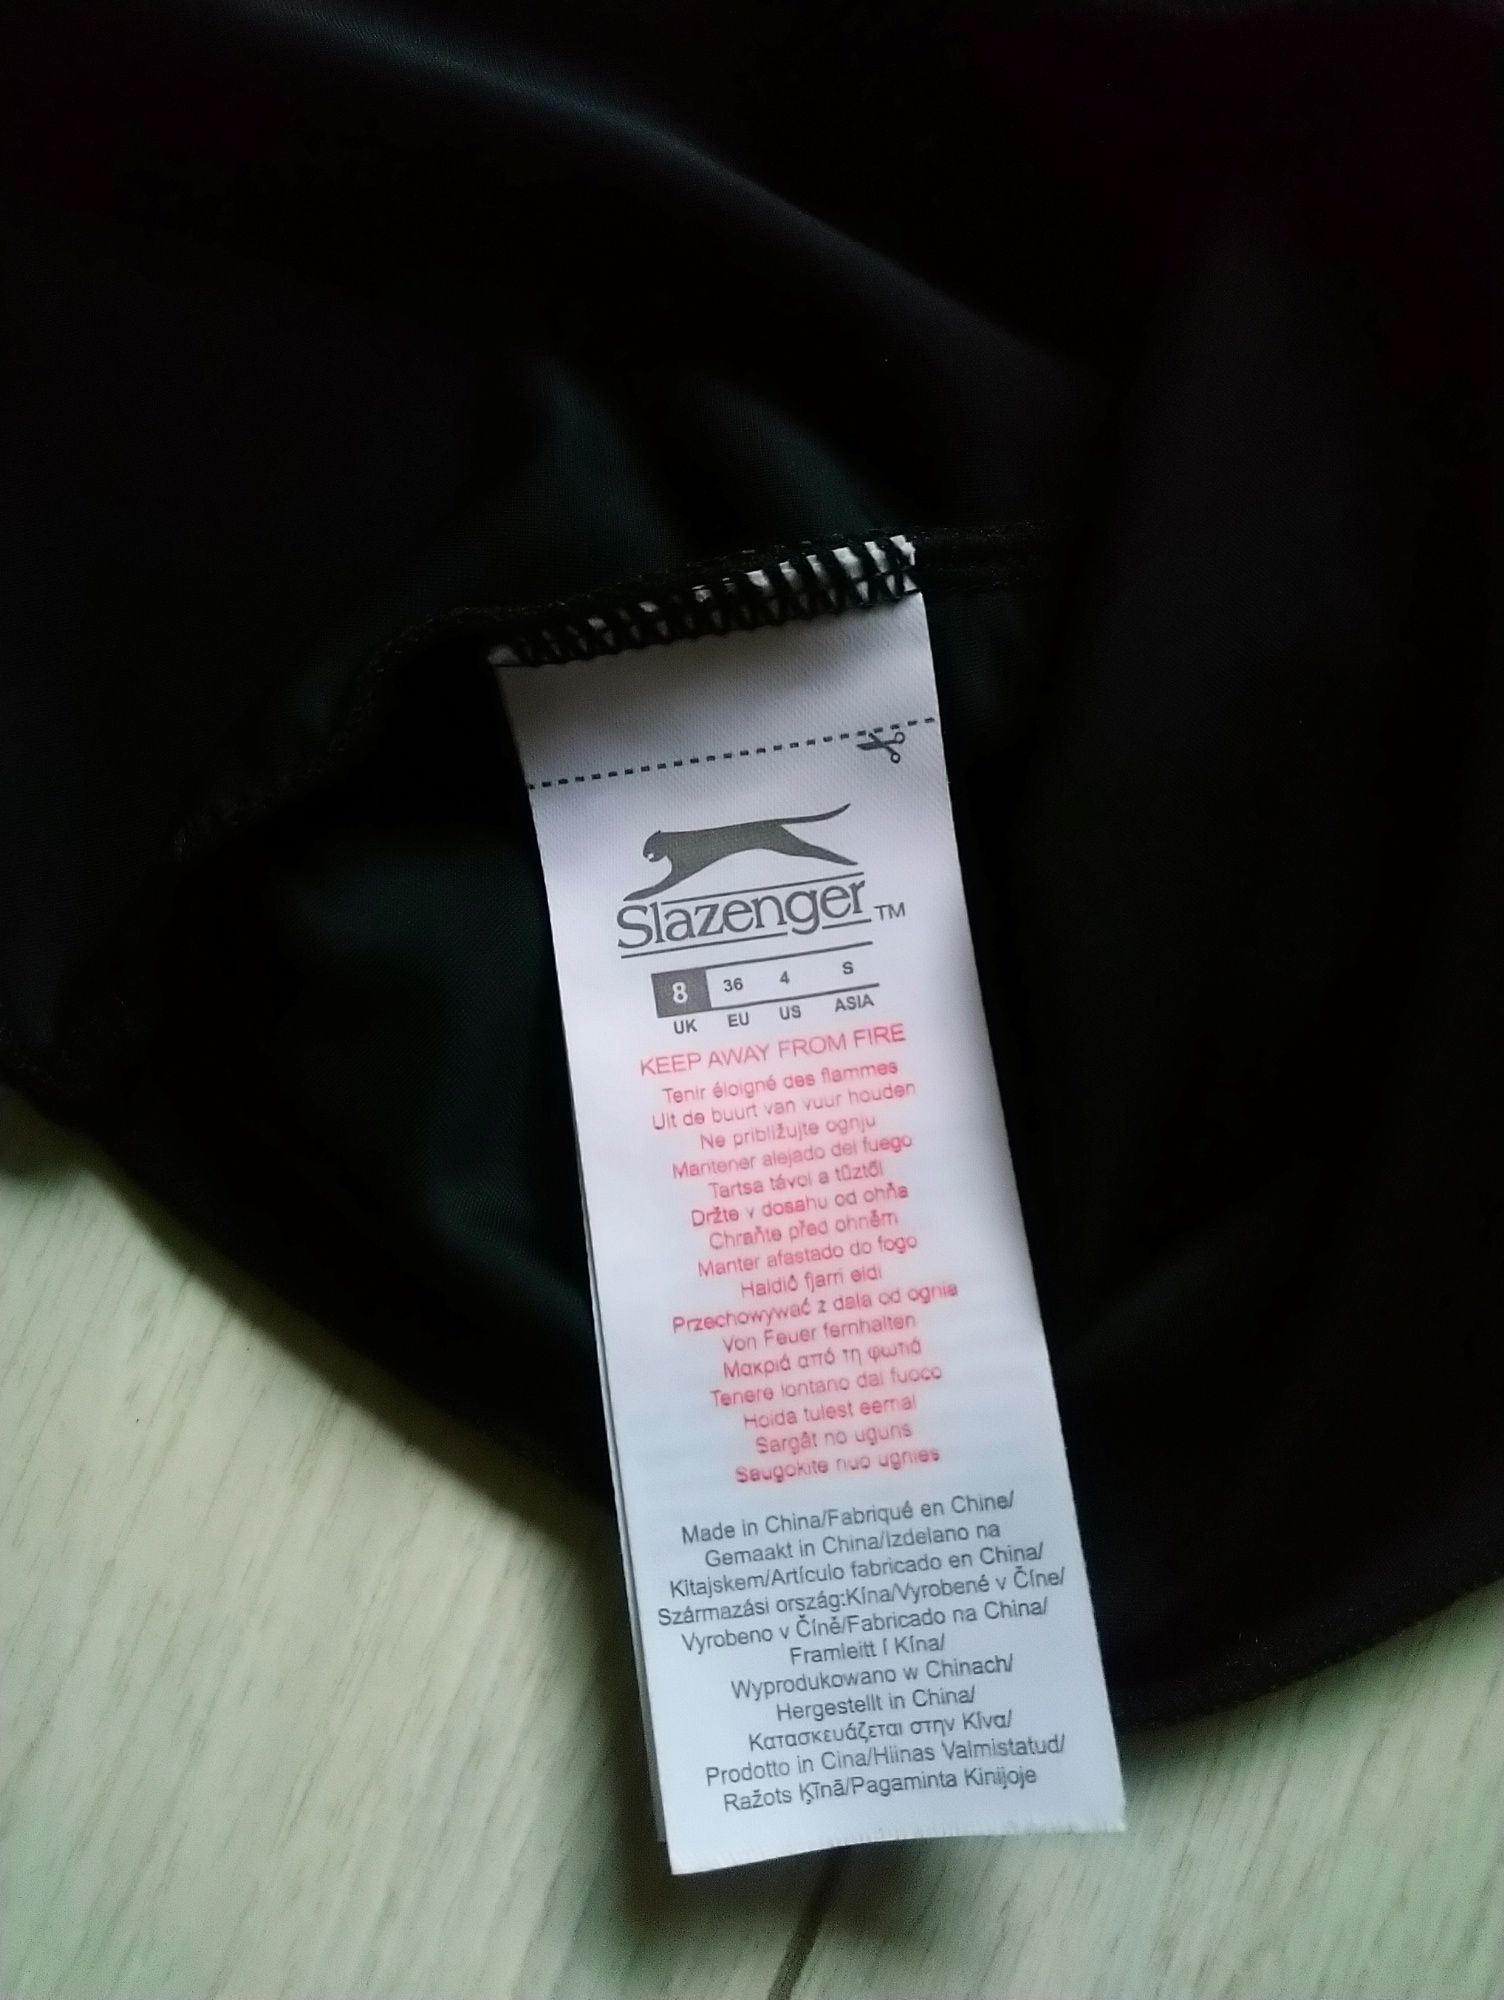 Slazenger™
8 36 4 S
UK EU US ASIA
KEEP AWAY FROM FIRE
Tenir éloigné des flammes
Uit de buurt van vuur houden
Ne približujte ognju
Mantener alejado del fuego
Tartsa távol a tűztől
Držte v dosahu od ohňa
Chraňte před ohněm
Manter afastado do fogo
Haldið fjarri eldi
Przechowywać z dala od ognia
Von Feuer fernhalten
Μακριά από τη φωτιά
Tenere lontano dal fuoco
Hoida tulest eemal
Sargât no uguns
Saugokite nuo ugnies
Made in China/Fabriqué en Chine/
Gemaakt in China/Izdelano na
Kitajskem/Artículo fabricado en China/
Származási ország:Kína/Vyrobené v Číne/
Vyrobeno v Číně/Fabricado na China/
Framleitt í Kína/
Wyprodukowano w Chinach/
Hergestellt in China/
Κατασκευάζεται στην Κίνα/
Prodotto in Cina/Hiinas Valmistatud/
Ražots Ķīnā/Pagaminta Kinijoje